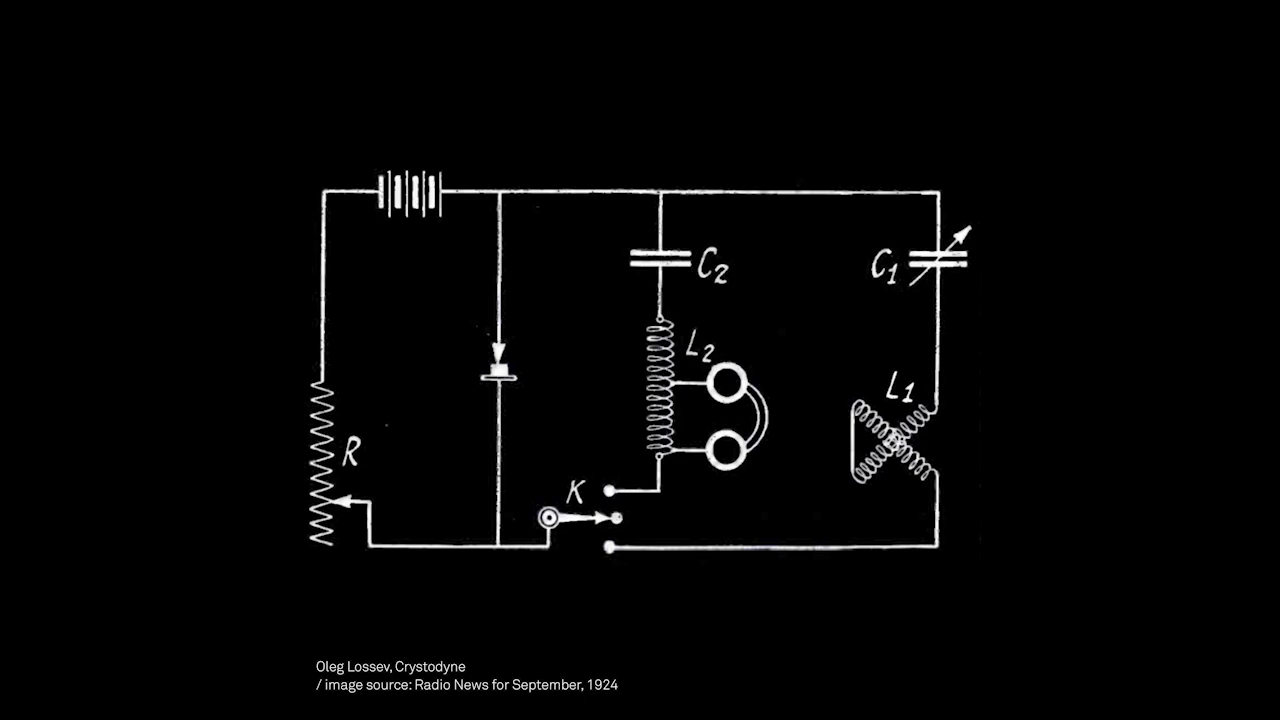 C2
C1
L2
L1
R
K
Oleg Lossev, Crystodyne
/ image source: Radio News for September, 1924